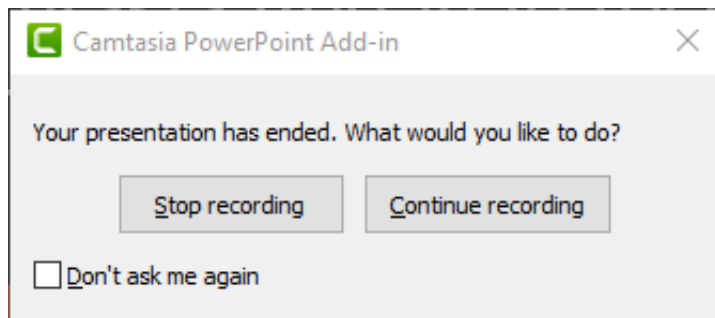 Camtasia PowerPoint Add-in
Your presentation has ended. What would you like to do?
Stop recording Continue recording
Don't ask me again